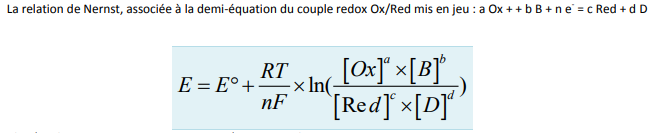 La relation de Nernst, associée à la demi-équation du couple redox Ox/Red mis en jeu : a Ox + + b B + n e⁻ = c Red + d D
E = E° + RT/nF × ln([Ox]ᵃ × [B]ᵇ / [Red]ᶜ × [D]ᵈ)